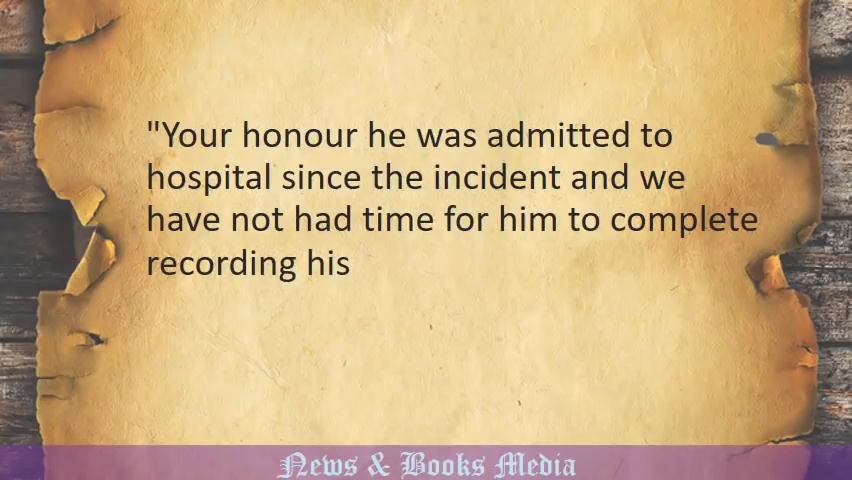 "Your honour he was admitted to
hospital since the incident and we
have not had time for him to complete
recording his
News & Books Media